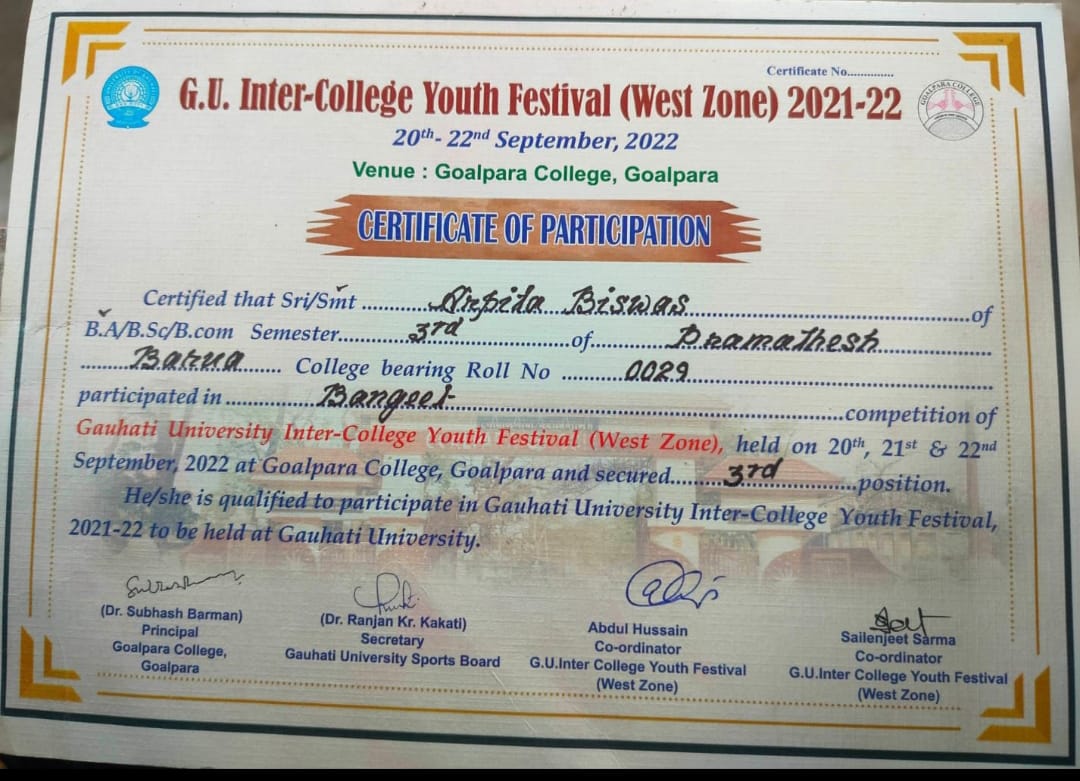 Certificate No..............
G.U. Inter-College Youth Festival (West Zone) 2021-22
20th- 22nd September, 2022
Venue : Goalpara College, Goalpara
CERTIFICATE OF PARTICIPATION
Certified that Sri/Smt Arpita Biswas of
B.A/B.Sc/B.com Semester 3rd of Pramathesh
Barua College bearing Roll No 0029
participated in Bangeet competition of
Gauhati University Inter-College Youth Festival (West Zone), held on 20th, 21st & 22nd
September, 2022 at Goalpara College, Goalpara and secured 3rd position.
He/she is qualified to participate in Gauhati University Inter-College Youth Festival,
2021-22 to be held at Gauhati University.
(Dr. Subhash Barman)
Principal
Goalpara College,
Goalpara
(Dr. Ranjan Kr. Kakati)
Secretary
Gauhati University Sports Board
Abdul Hussain
Co-ordinator
G.U.Inter College Youth Festival
(West Zone)
Sailenjeet Sarma
Co-ordinator
G.U.Inter College Youth Festival
(West Zone)
GOALPARA COLLEGE